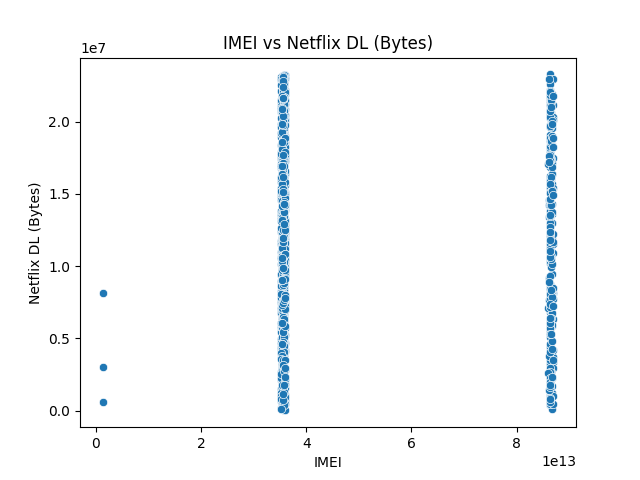 IMEI vs Netflix DL (Bytes)
1e7
2.0
1.5
1.0
0.5
0.0
Netflix DL (Bytes)
0 2 4 6 8
1e13
IMEI